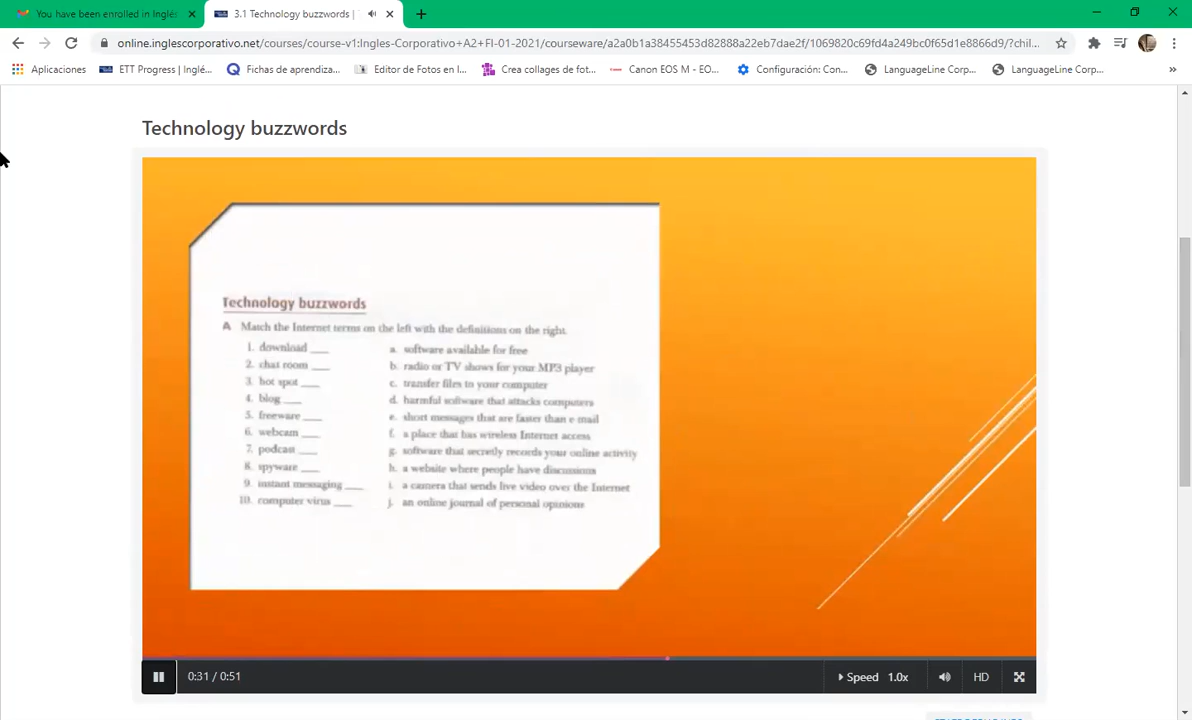 You have been enrolled in Inglés
3.1 Technology buzzwords |
online.inglescorporativo.net/courses/course-v1:Ingles-Corporativo+A2+FI-01-2021/courseware/a2a0b1a38455453d82888a22eb7dae2f/1069820c69fd4a249bc0f65d1e8866d9/?chil...
Aplicaciones
ETT Progress | Inglé...
Fichas de aprendiza...
Editor de Fotos en l...
Crea collages de fot...
Canon EOS M - EO...
Configuración: Con...
LanguageLine Corp...
LanguageLine Corp...
»
Technology buzzwords
Technology buzzwords
A Match the Internet terms on the left with the definitions on the right.
1. download ___ a. software available for free
2. chat room ___ b. radio or TV shows for your MP3 player
3. hot spot ___ c. transfer files to your computer
4. blog ___ d. harmful software that attacks computers
5. freeware ___ e. short messages that are faster than e mail
6. webcam ___ f. a place that has wireless Internet access
7. podcast ___ g. software that secretly records your online activity
8. spyware ___ h. a website where people have discussions
9. instant messaging ___ i. a camera that sends live video over the Internet
10. computer virus ___ j. an online journal of personal opinions
0:31 / 0:51
Speed 1.0x
HD